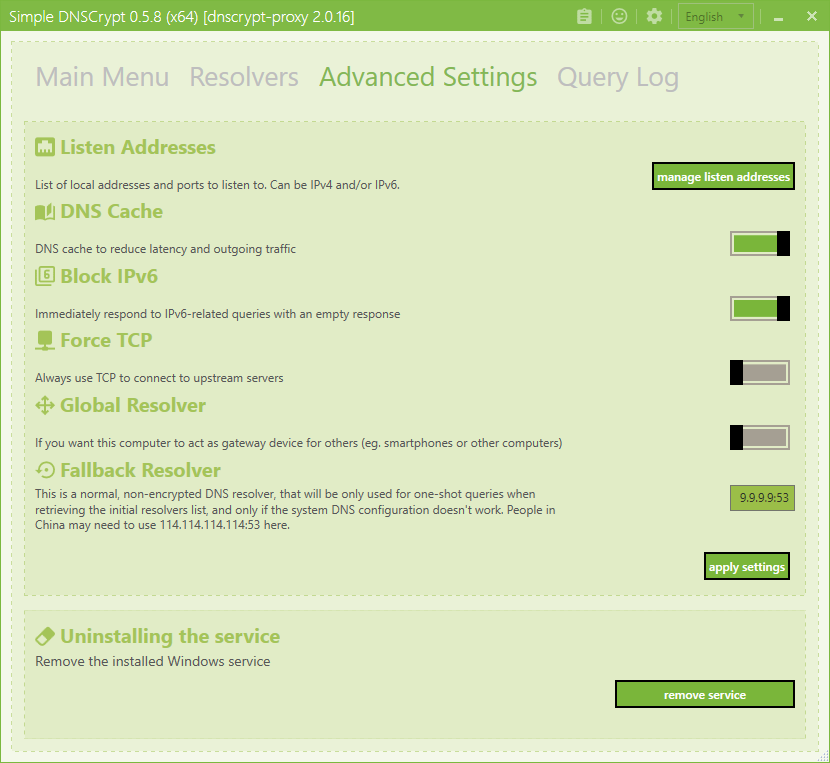 Simple DNSCrypt 0.5.8 (x64) [dnscrypt-proxy 2.0.16]
English
Main Menu Resolvers Advanced Settings Query Log
Listen Addresses
List of local addresses and ports to listen to. Can be IPv4 and/or IPv6.
manage listen addresses
DNS Cache
DNS cache to reduce latency and outgoing traffic
6 Block IPv6
Immediately respond to IPv6-related queries with an empty response
Force TCP
Always use TCP to connect to upstream servers
Global Resolver
If you want this computer to act as gateway device for others (eg. smartphones or other computers)
Fallback Resolver
This is a normal, non-encrypted DNS resolver, that will be only used for one-shot queries when
retrieving the initial resolvers list, and only if the system DNS configuration doesn't work. People in
China may need to use 114.114.114.114:53 here.
9.9.9.9:53
apply settings
Uninstalling the service
Remove the installed Windows service
remove service